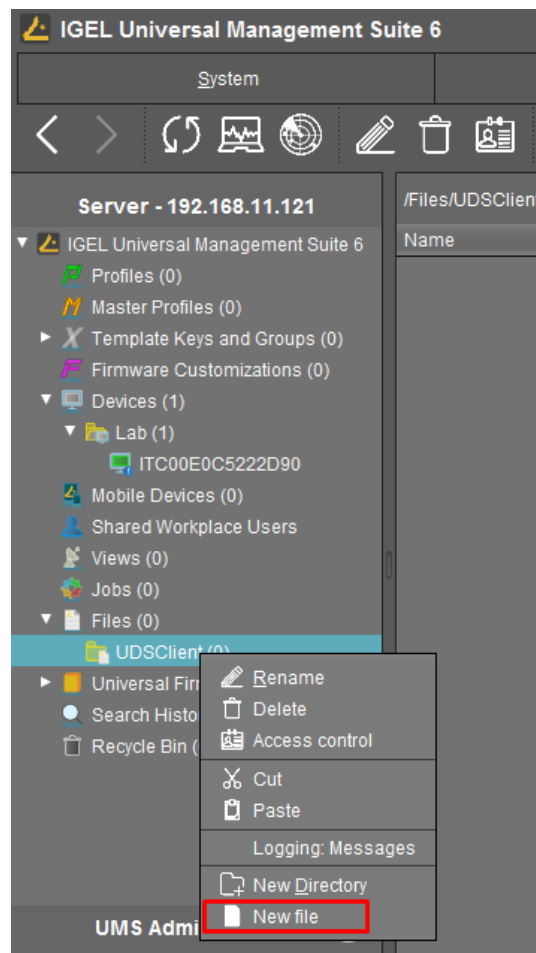 IGEL Universal Management Suite 6
System
Server - 192.168.11.121
/Files/UDSClient
Name
IGEL Universal Management Suite 6
Profiles (0)
Master Profiles (0)
Template Keys and Groups (0)
Firmware Customizations (0)
Devices (1)
Lab (1)
ITC00E0C5222D90
Mobile Devices (0)
Shared Workplace Users
Views (0)
Jobs (0)
Files (0)
UDSClient (0)
Universal Fir
Search Histo
Recycle Bin (
Rename
Delete
Access control
Cut
Paste
Logging: Messages
New Directory
New file
UMS Admi